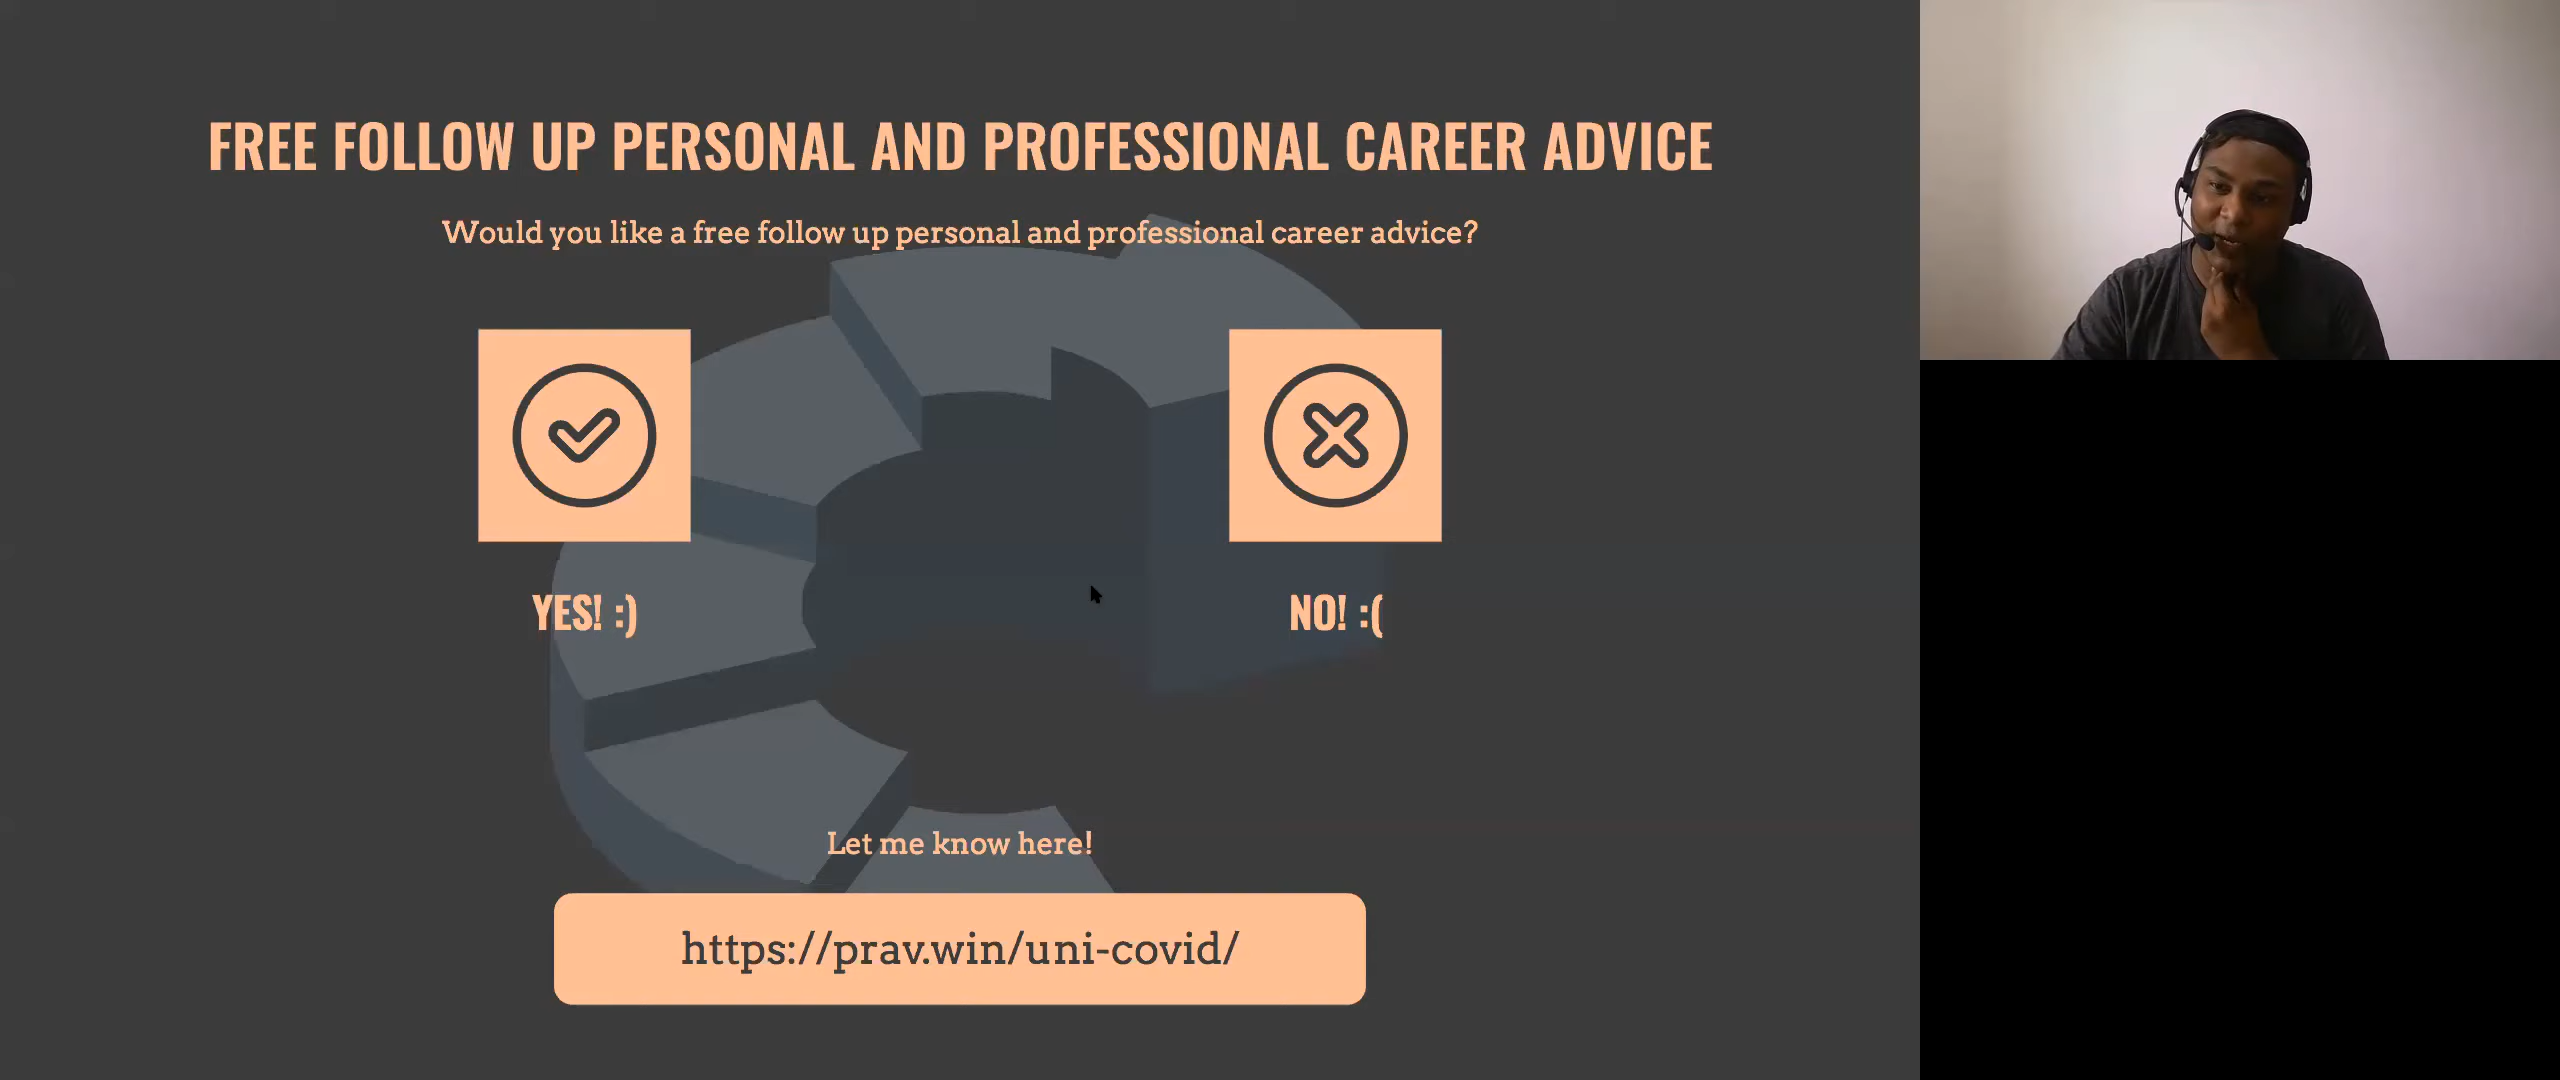 FREE FOLLOW UP PERSONAL AND PROFESSIONAL CAREER ADVICE
Would you like a free follow up personal and professional career advice?
YES! :)
NO! :(
Let me know here!
https://prav.win/uni-covid/